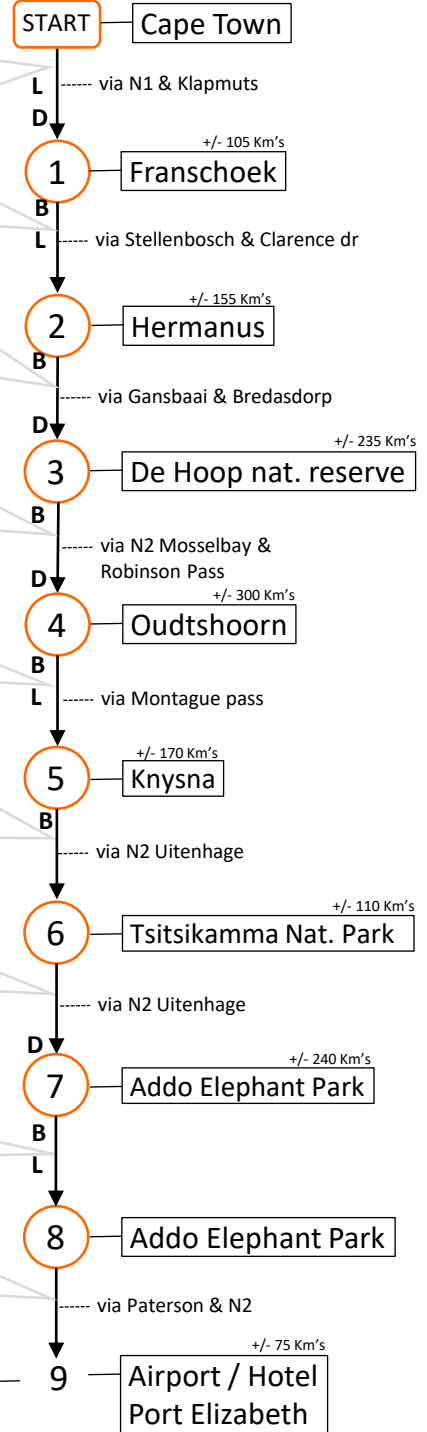 START
Cape Town
L
via N1 & Klapmuts
D
+/- 105 Km's
1
Franschoek
B
L
via Stellenbosch & Clarence dr
+/- 155 Km's
2
Hermanus
B
via Gansbaai & Bredasdorp
D
+/- 235 Km's
3
De Hoop nat. reserve
B
via N2 Mosselbay &
Robinson Pass
D
+/- 300 Km's
4
Oudtshoorn
B
L
via Montague pass
+/- 170 Km's
5
Knysna
B
via N2 Uitenhage
+/- 110 Km's
6
Tsitsikamma Nat. Park
via N2 Uitenhage
D
+/- 240 Km's
7
Addo Elephant Park
B
L
8
Addo Elephant Park
via Paterson & N2
+/- 75 Km's
9
Airport / Hotel
Port Elizabeth